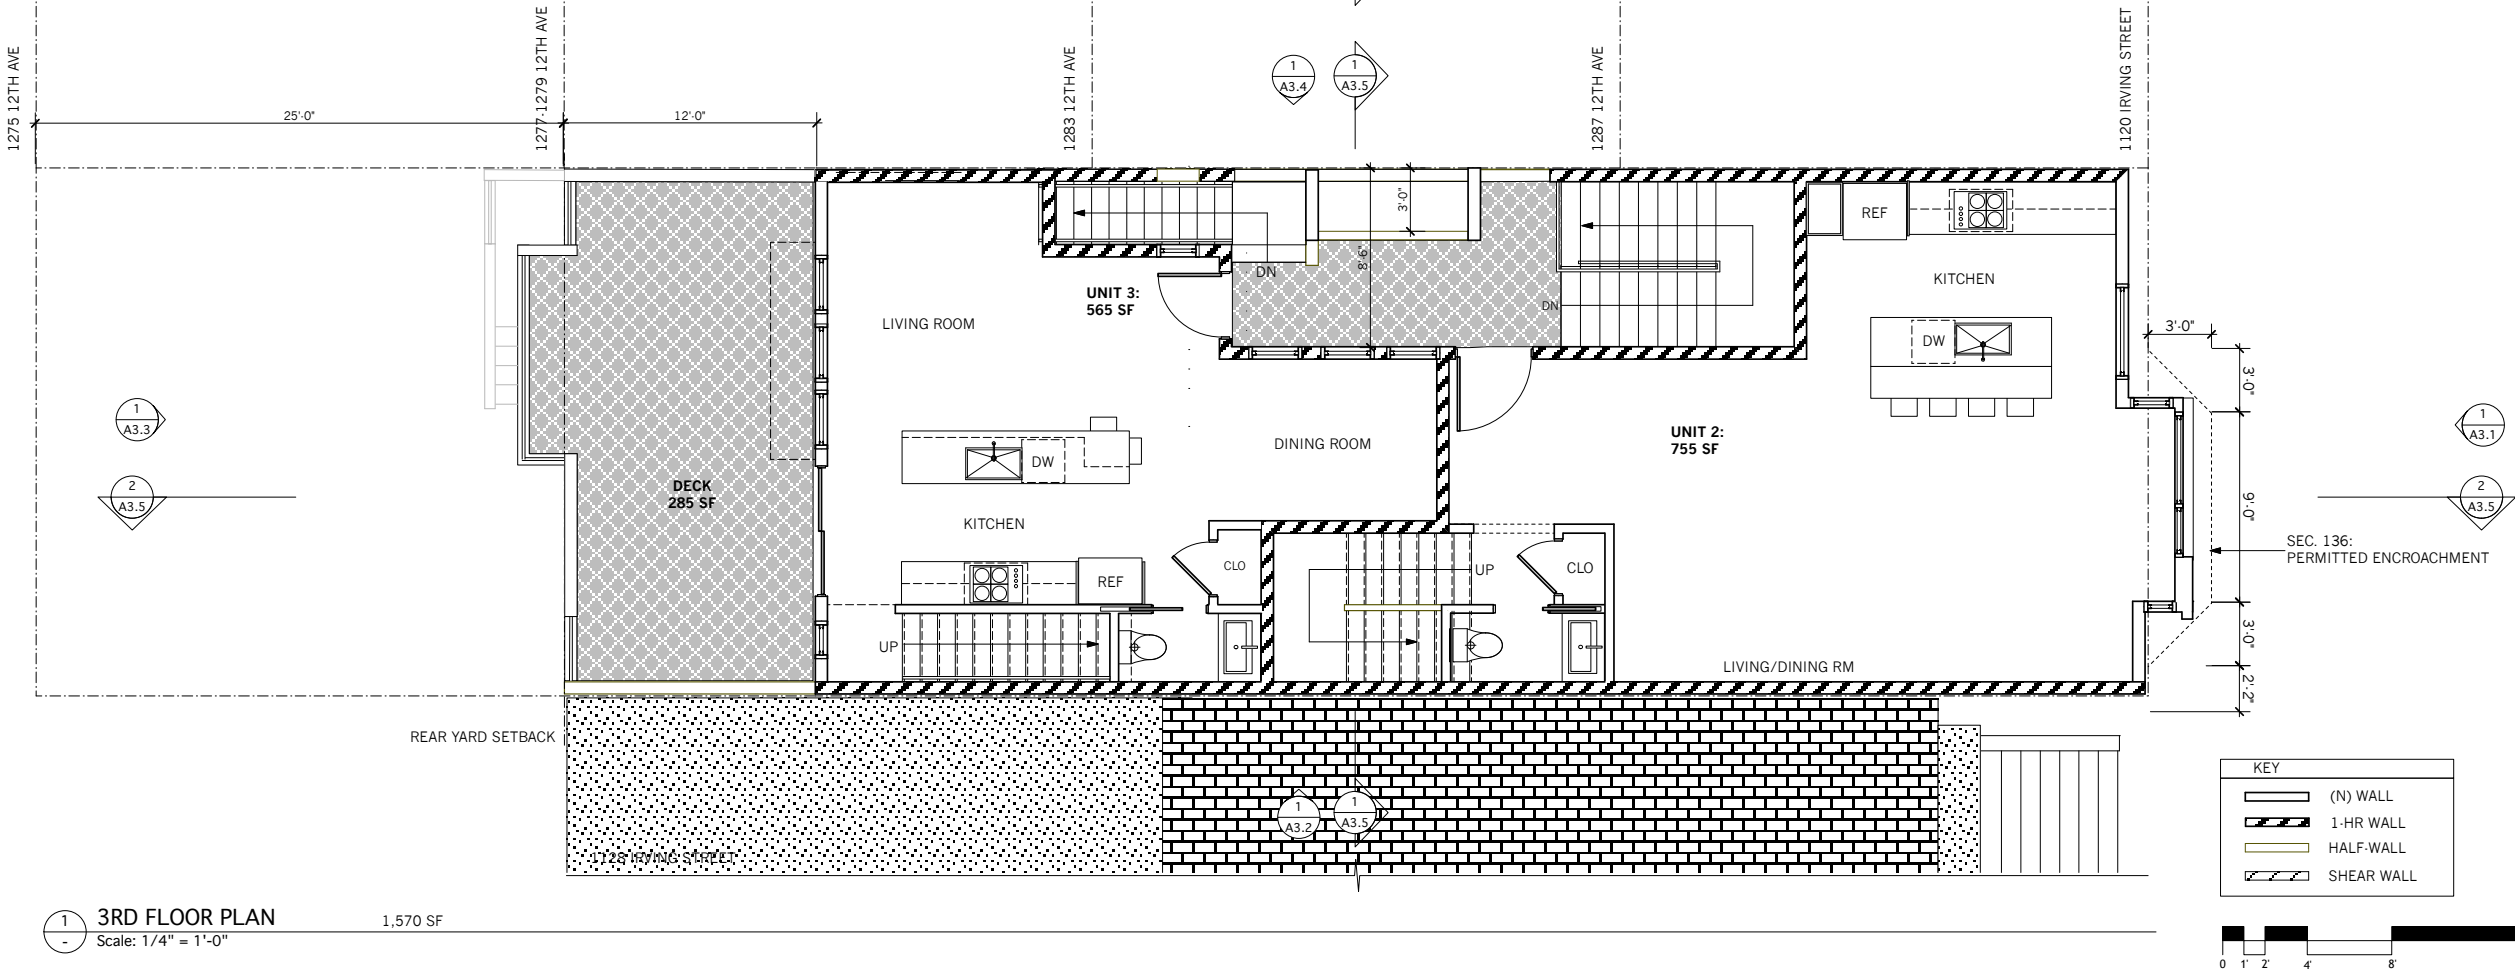 1275 12TH AVE
1277-1279 12TH AVE
1283 12TH AVE
1287 12TH AVE
1120 IRVING STREET
1
A3.4
1
A3.5
25'-0"
12'-0"
3'-0"
8'-6"
REF
KITCHEN
DW
DN
DN
UNIT 3:
565 SF
LIVING ROOM
3'-0"
3'-0"
9'-0"
3'-0"
2'-2"
1
A3.3
2
A3.5
1
A3.1
2
A3.5
DECK
285 SF
DW
DINING ROOM
KITCHEN
UNIT 2:
755 SF
SEC. 136:
PERMITTED ENCROACHMENT
REF
CLO
UP
CLO
UP
LIVING/DINING RM
REAR YARD SETBACK
1128 IRVING STREET
1
A3.2
1
A3.5
KEY
(N) WALL
1-HR WALL
HALF-WALL
SHEAR WALL
1
-
3RD FLOOR PLAN
1,570 SF
Scale: 1/4" = 1'-0"
0 1' 2' 4' 8'